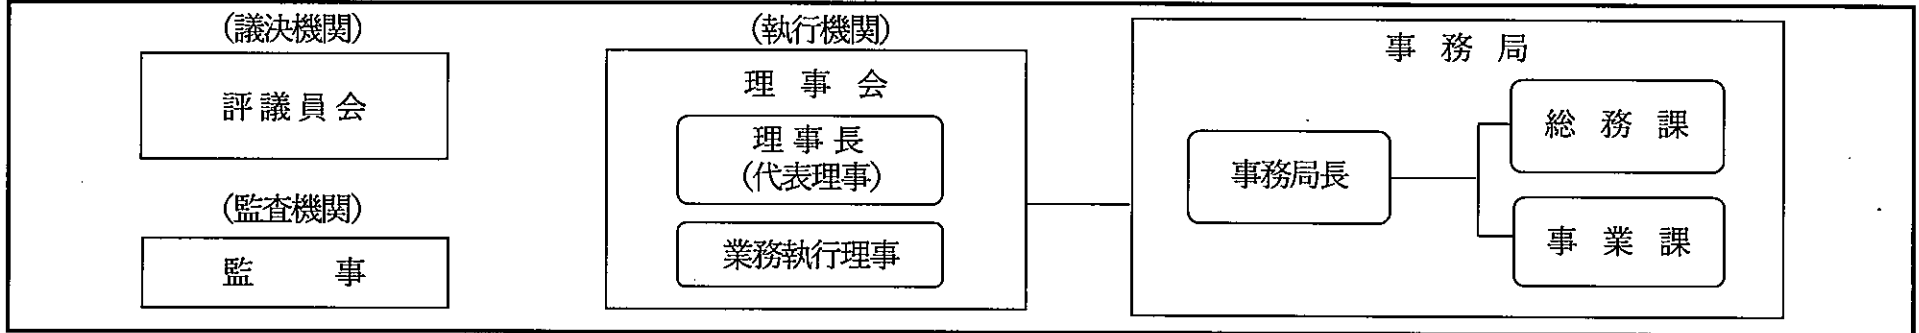 (議決機関)
評議員会
(監査機関)
監事
(執行機関)
理事会
理事長
(代表理事)
業務執行理事
事務局
事務局長
総務課
事業課